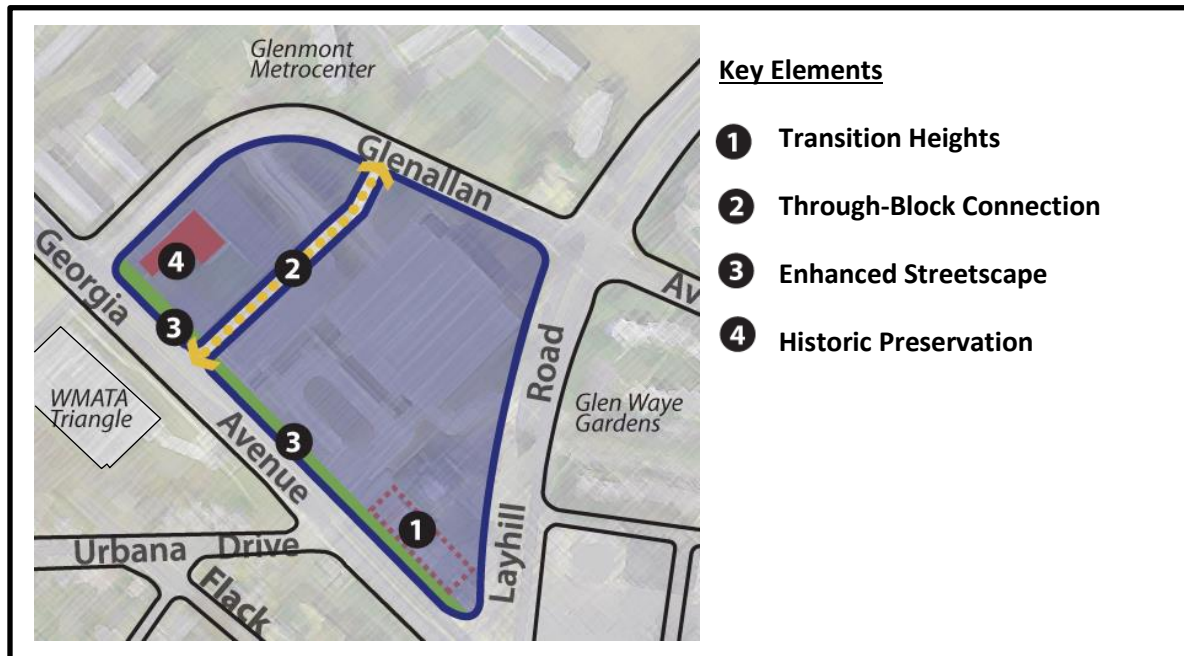 Glenmont
Metrocenter
Glenallan
Georgia
4
2
3
WMATA
Triangle
Avenue
3
1
Road
Av
Glen Waye
Gardens
Layhill
Urbana Drive
Flack
Key Elements
1 Transition Heights
2 Through-Block Connection
3 Enhanced Streetscape
4 Historic Preservation